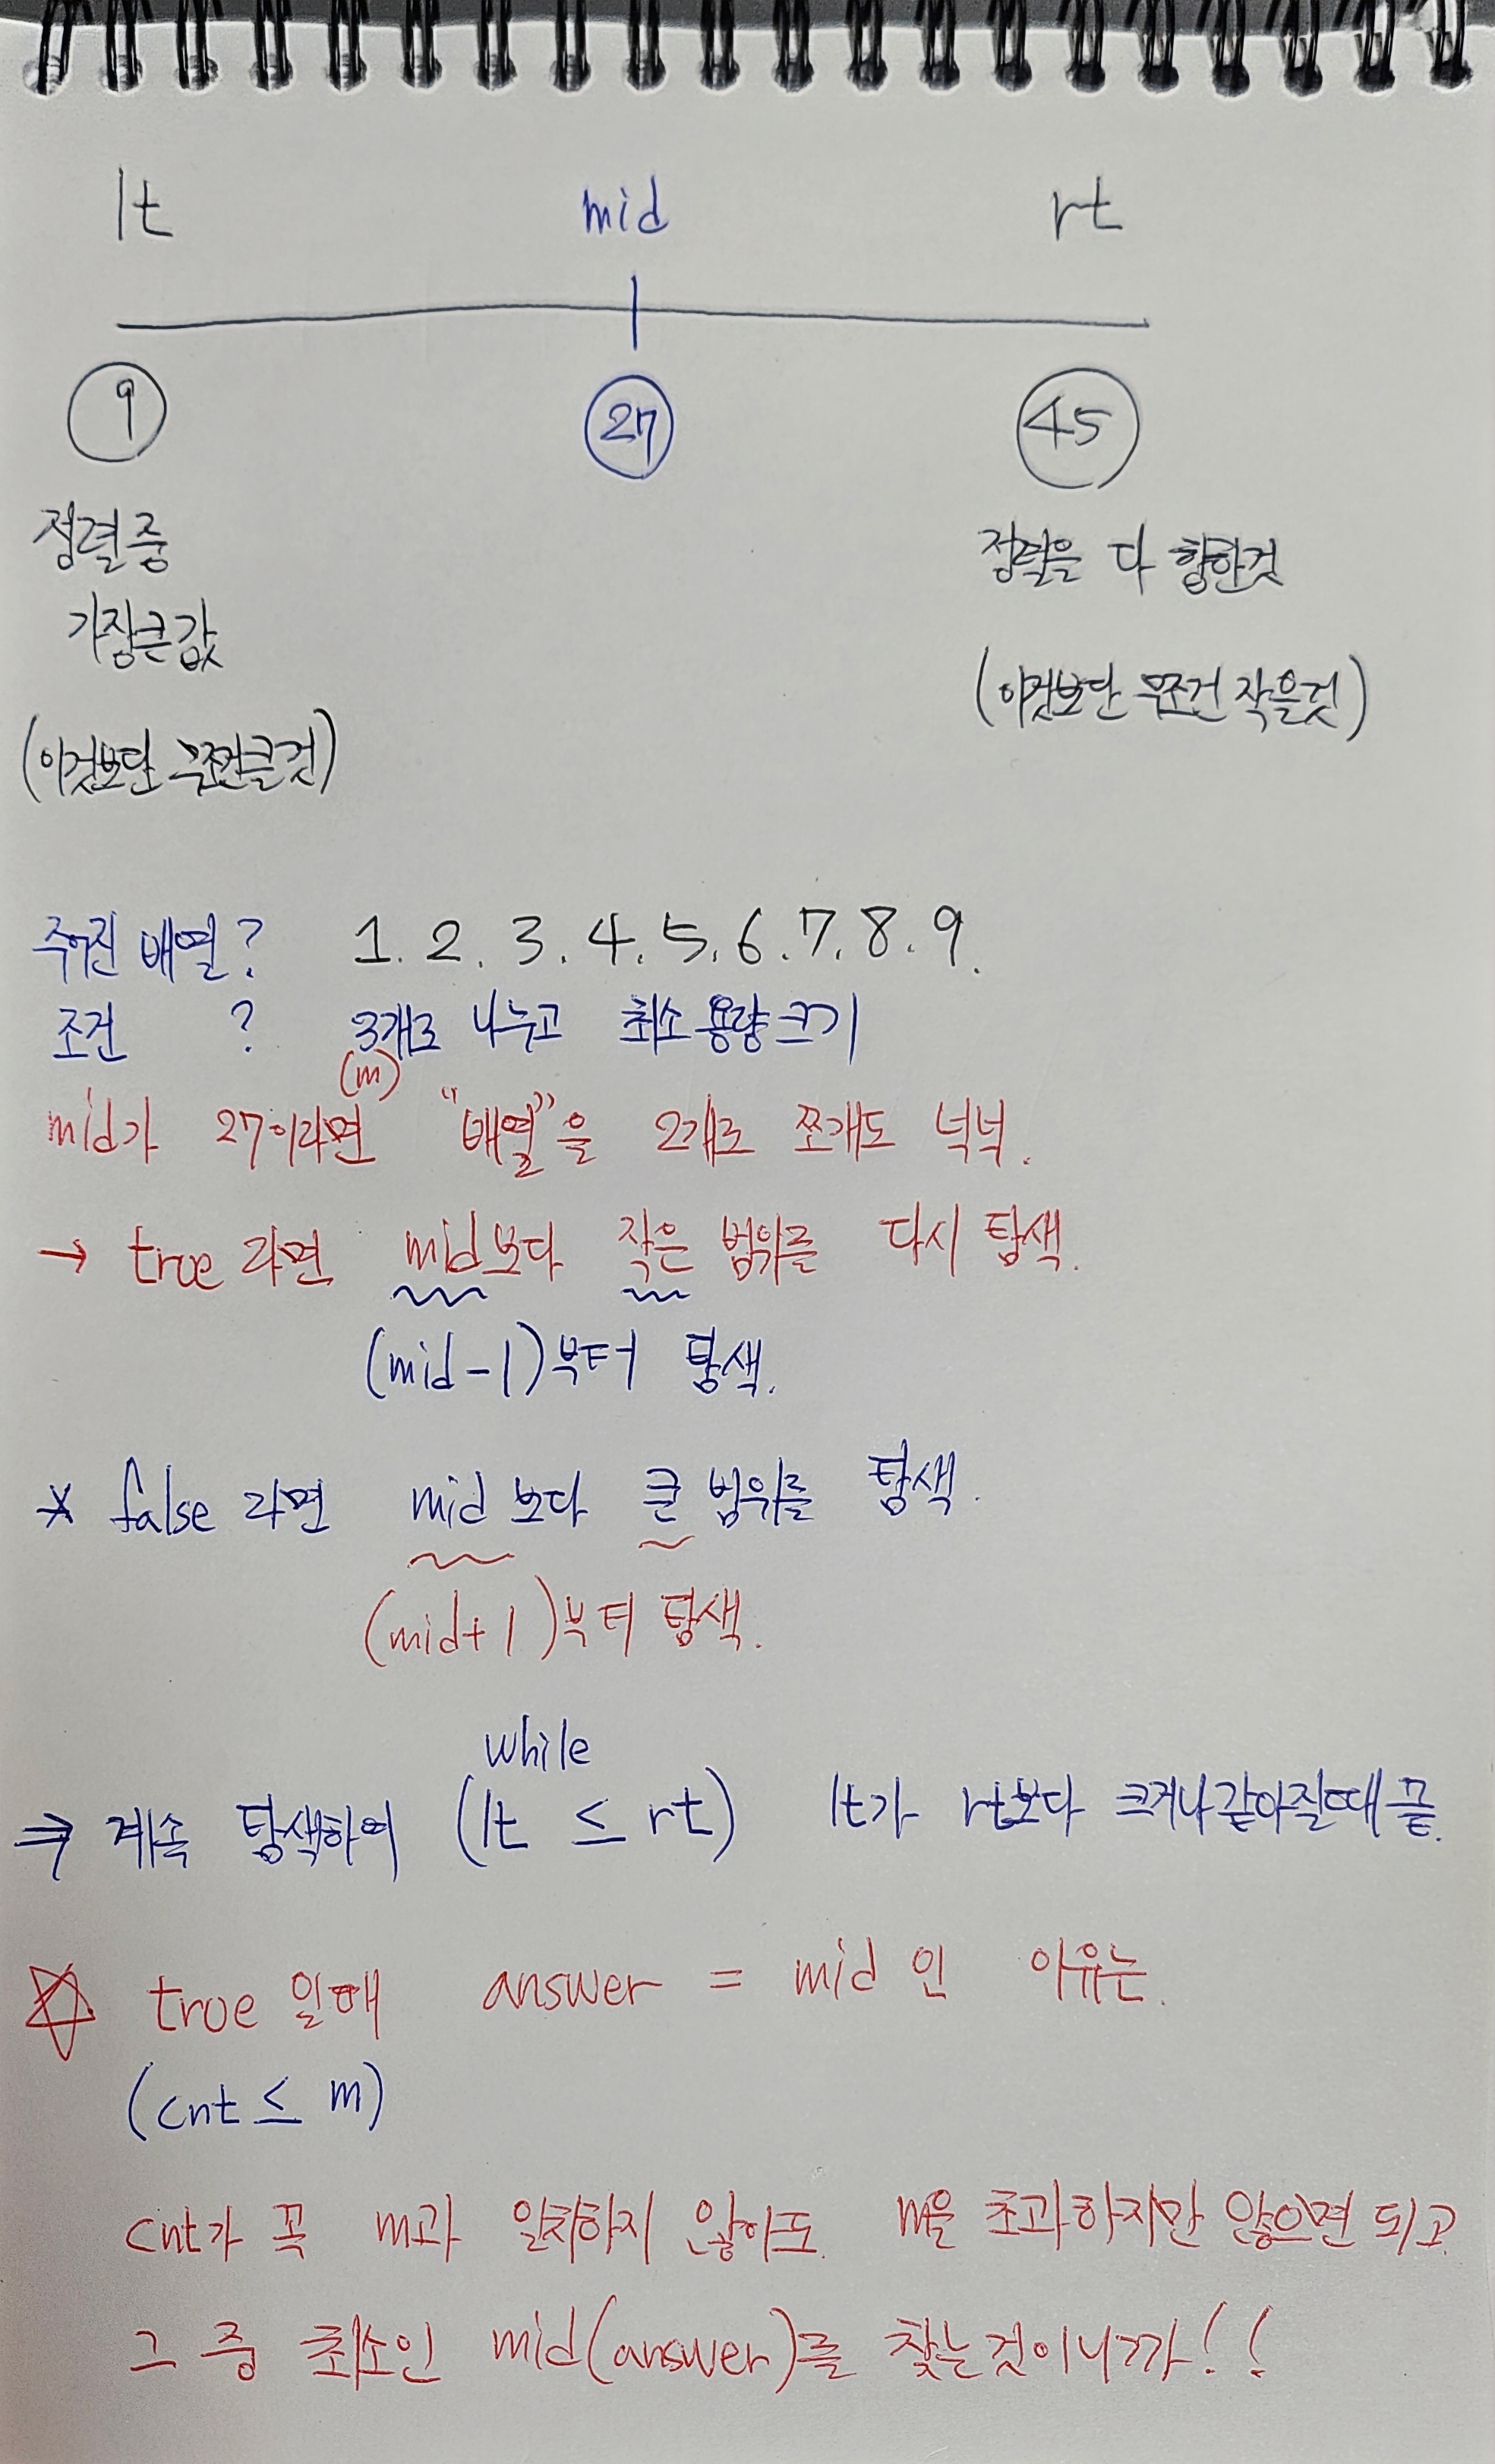 lt mid rt
9 27 45
정렬중
가장큰값
(이것보단 무조건클것)
정렬을 다 합한것
(이것보단 무조건 작을것)
주어진 배열? 1. 2. 3. 4. 5. 6. 7. 8. 9.
조건 ? 3개로 나누고 최소 용량크기
(m)
mid가 27이라면 “배열”을 2개로 쪼개도 넉넉.
→ true 라면 mid보다 작은 범위를 다시 탐색.
(mid-1)부터 탐색.
* false 라면 mid 보다 큰 범위를 탐색.
(mid+1)부터 탐색.
while
⇒ 계속 탐색하여 (lt ≤ rt) lt가 rt보다 크거나같아질때 끝.
☆ true 일때 answer = mid 인 이유는.
(cnt ≤ m)
cnt가 꼭 m과 일치하지 않아도. m을 초과하지만 않으면 되고
그 중 최소인 mid(answer)를 찾는것이니까!!